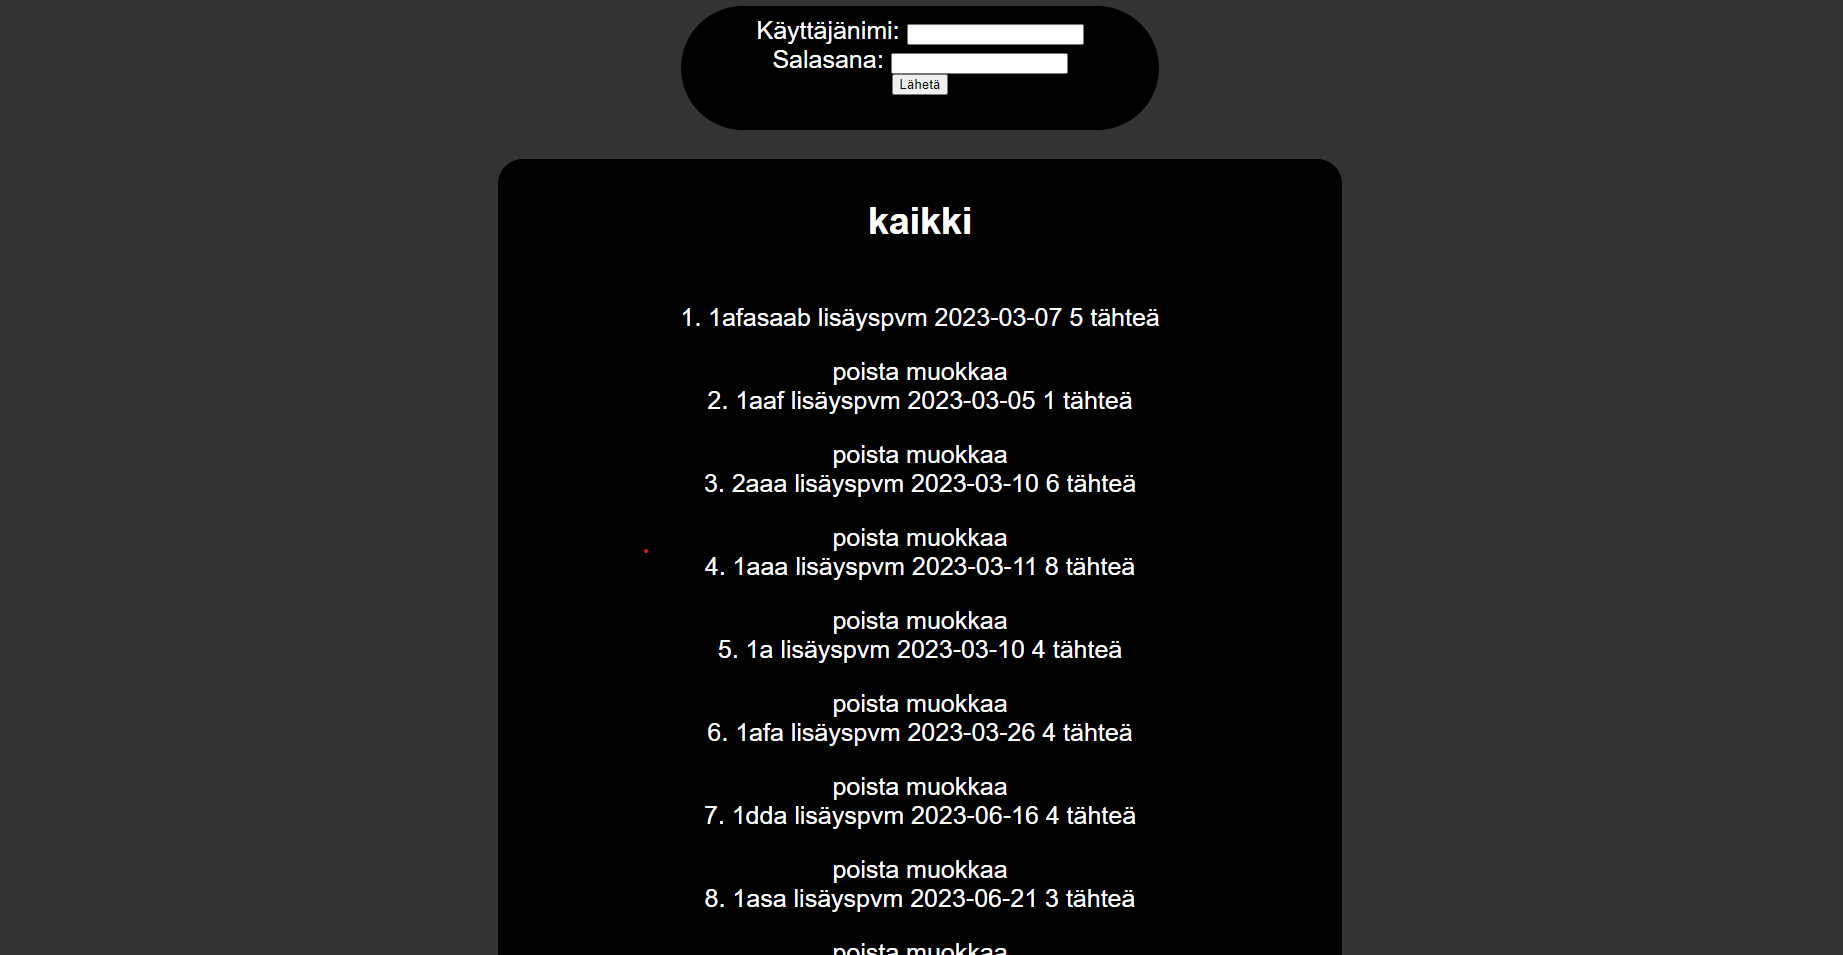 Käyttäjänimi:
Salasana:
Lähetä
kaikki
1. 1afasaab lisäyspvm 2023-03-07 5 tähteä
poista muokkaa
2. 1aaf lisäyspvm 2023-03-05 1 tähteä
poista muokkaa
3. 2aaa lisäyspvm 2023-03-10 6 tähteä
poista muokkaa
4. 1aaa lisäyspvm 2023-03-11 8 tähteä
poista muokkaa
5. 1a lisäyspvm 2023-03-10 4 tähteä
poista muokkaa
6. 1afa lisäyspvm 2023-03-26 4 tähteä
poista muokkaa
7. 1dda lisäyspvm 2023-06-16 4 tähteä
poista muokkaa
8. 1asa lisäyspvm 2023-06-21 3 tähteä
poista muokkaa